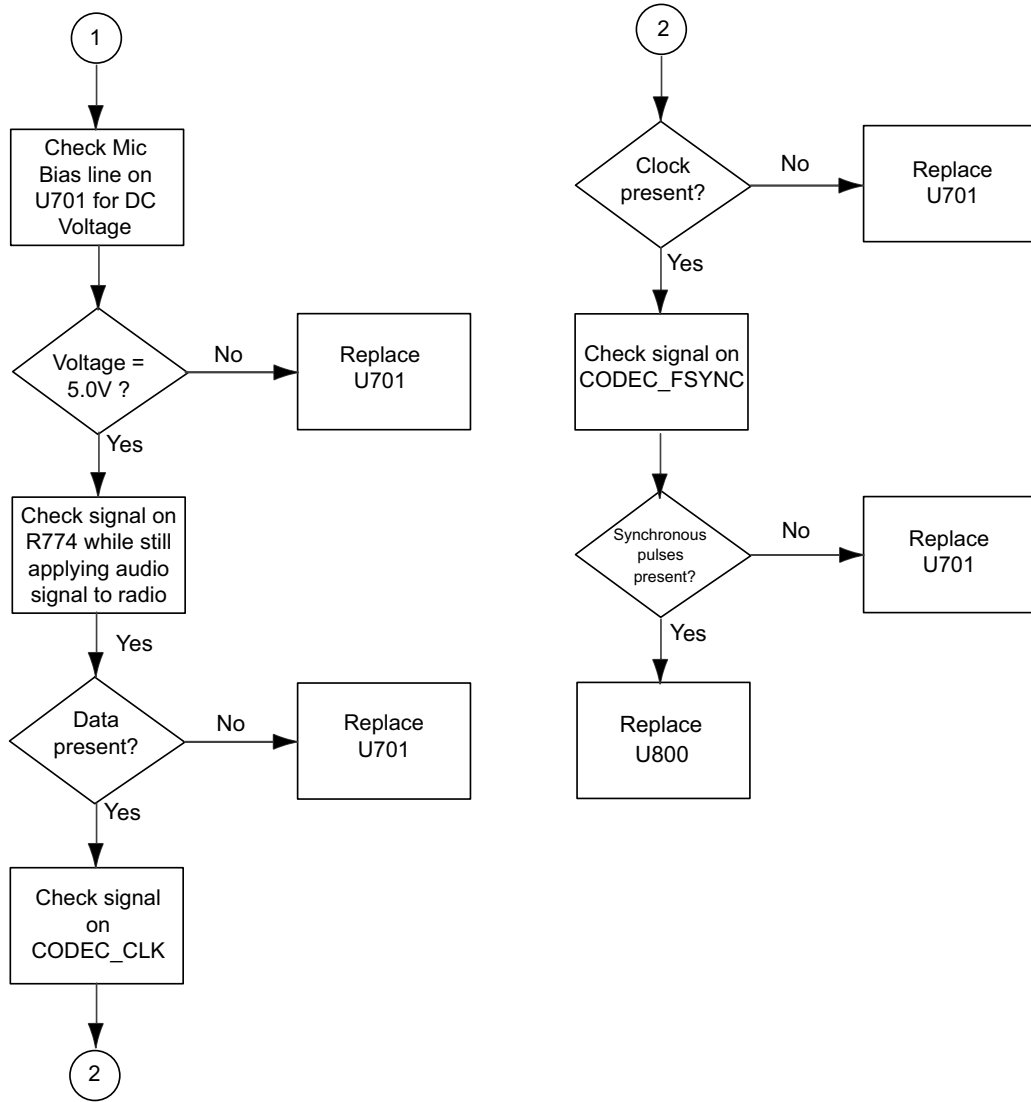 1
Check Mic
Bias line on
U701 for DC
Voltage
Voltage =
5.0V ?
No
Replace
U701
Yes
Check signal on
R774 while still
applying audio
signal to radio
Yes
Data
present?
No
Replace
U701
Yes
Check signal
on
CODEC_CLK
2
2
Clock
present?
No
Replace
U701
Yes
Check signal on
CODEC_FSYNC
Synchronous
pulses
present?
No
Replace
U701
Yes
Replace
U800